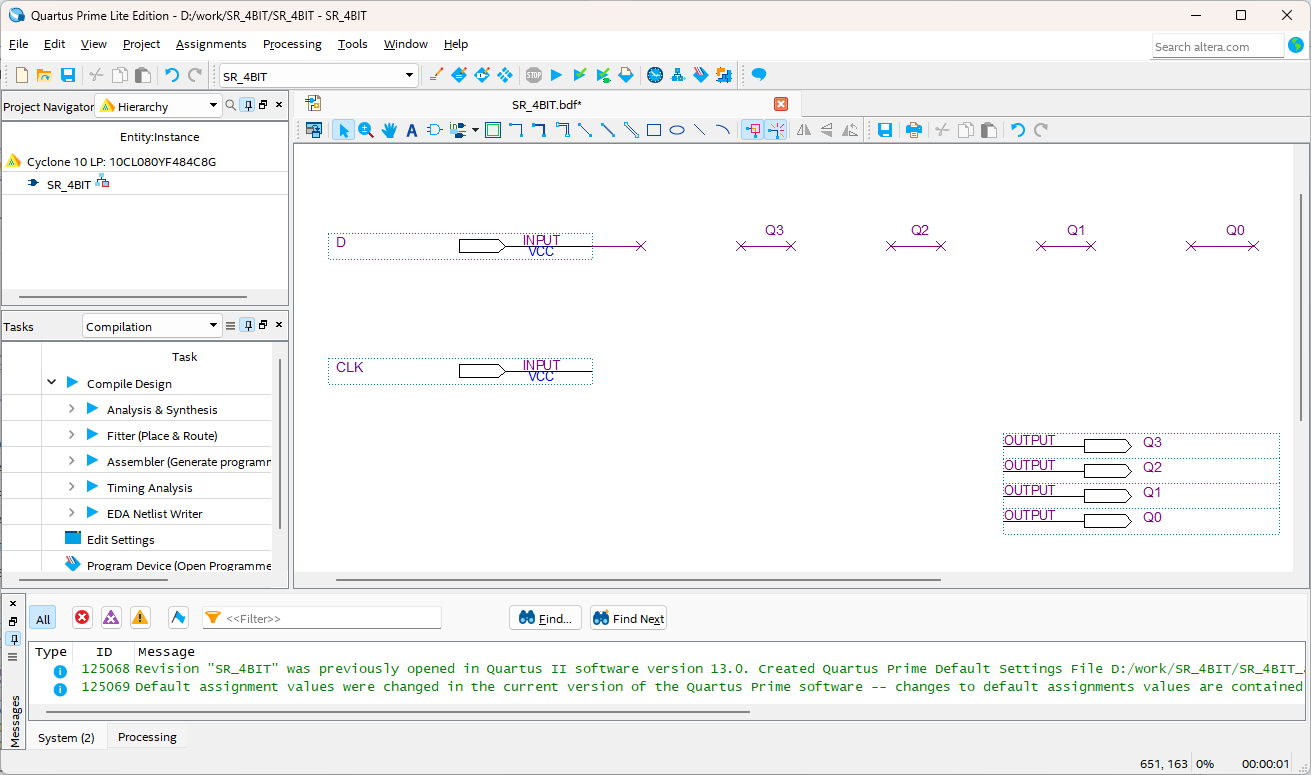 Quartus Prime Lite Edition - D:/work/SR_4BIT/SR_4BIT - SR_4BIT
File Edit View Project Assignments Processing Tools Window Help
Search altera.com
STOP
SR_4BIT
Project Navigator Hierarchy
SR_4BIT.bdf*
A
Entity:Instance
Cyclone 10 LP: 10CL080YF484C8G
SR_4BIT
D INPUT
VCC
Q3 Q2 Q1 Q0
CLK INPUT
VCC
OUTPUT Q3
OUTPUT Q2
OUTPUT Q1
OUTPUT Q0
Tasks Compilation
Task
Compile Design
Analysis & Synthesis
Fitter (Place & Route)
Assembler (Generate programm
Timing Analysis
EDA Netlist Writer
Edit Settings
Program Device (Open Programme
All <<Filter>> Find... Find Next
Type ID Message
125068 Revision "SR_4BIT" was previously opened in Quartus II software version 13.0. Created Quartus Prime Default Settings File D:/work/SR_4BIT/SR_4BIT_
125069 Default assignment values were changed in the current version of the Quartus Prime software -- changes to default assignments values are contained
Messages
System (2) Processing
651, 163 0% 00:00:01